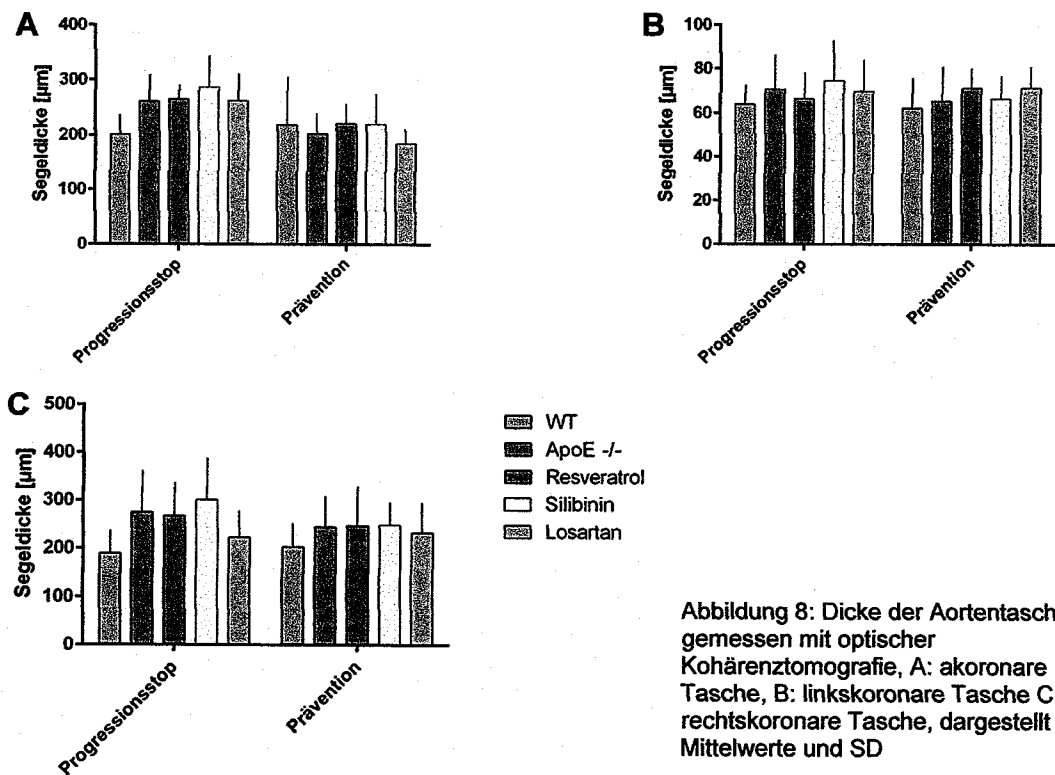 A
400
300
200
100
0
Segeldicke [µm]
Progressionsstop
Prävention
B
100
80
60
40
20
0
Segeldicke [µm]
Progressionsstop
Prävention
C
500
400
300
200
100
0
Segeldicke [µm]
Progressionsstop
Prävention
WT
ApoE -/-
Resveratrol
Silibinin
Losartan
Abbildung 8: Dicke der Aortentasch
gemessen mit optischer
Kohärenztomografie, A: akoronare
Tasche, B: linkskoronare Tasche C
rechtskoronare Tasche, dargestellt
Mittelwerte und SD